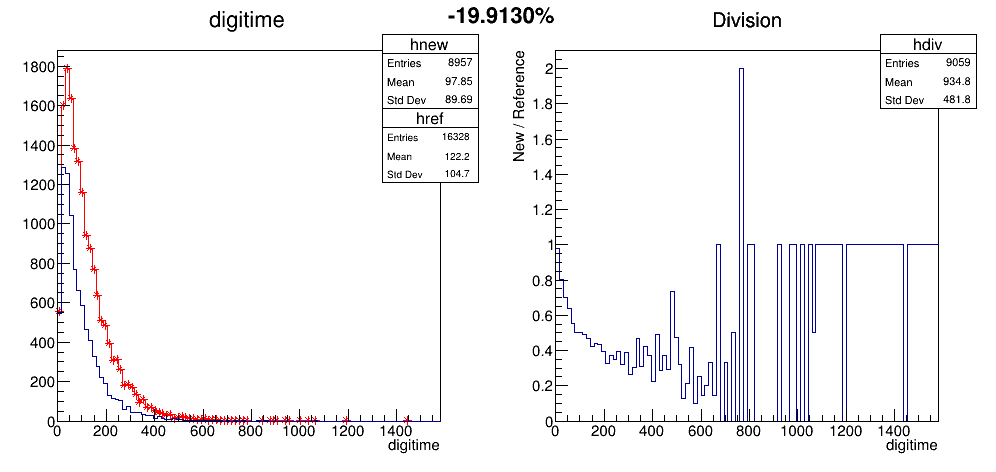 -19.9130%
digitime
hnew
Entries 8957
Mean 97.85
Std Dev 89.69
href
Entries 16328
Mean 122.2
Std Dev 104.7
1800
1600
1400
1200
1000
800
600
400
200
0
0 200 400 600 800 1000 1200 1400
digitime
Division
hdiv
Entries 9059
Mean 934.8
Std Dev 481.8
New / Reference
2
1.8
1.6
1.4
1.2
1
0.8
0.6
0.4
0.2
0
0 200 400 600 800 1000 1200 1400
digitime